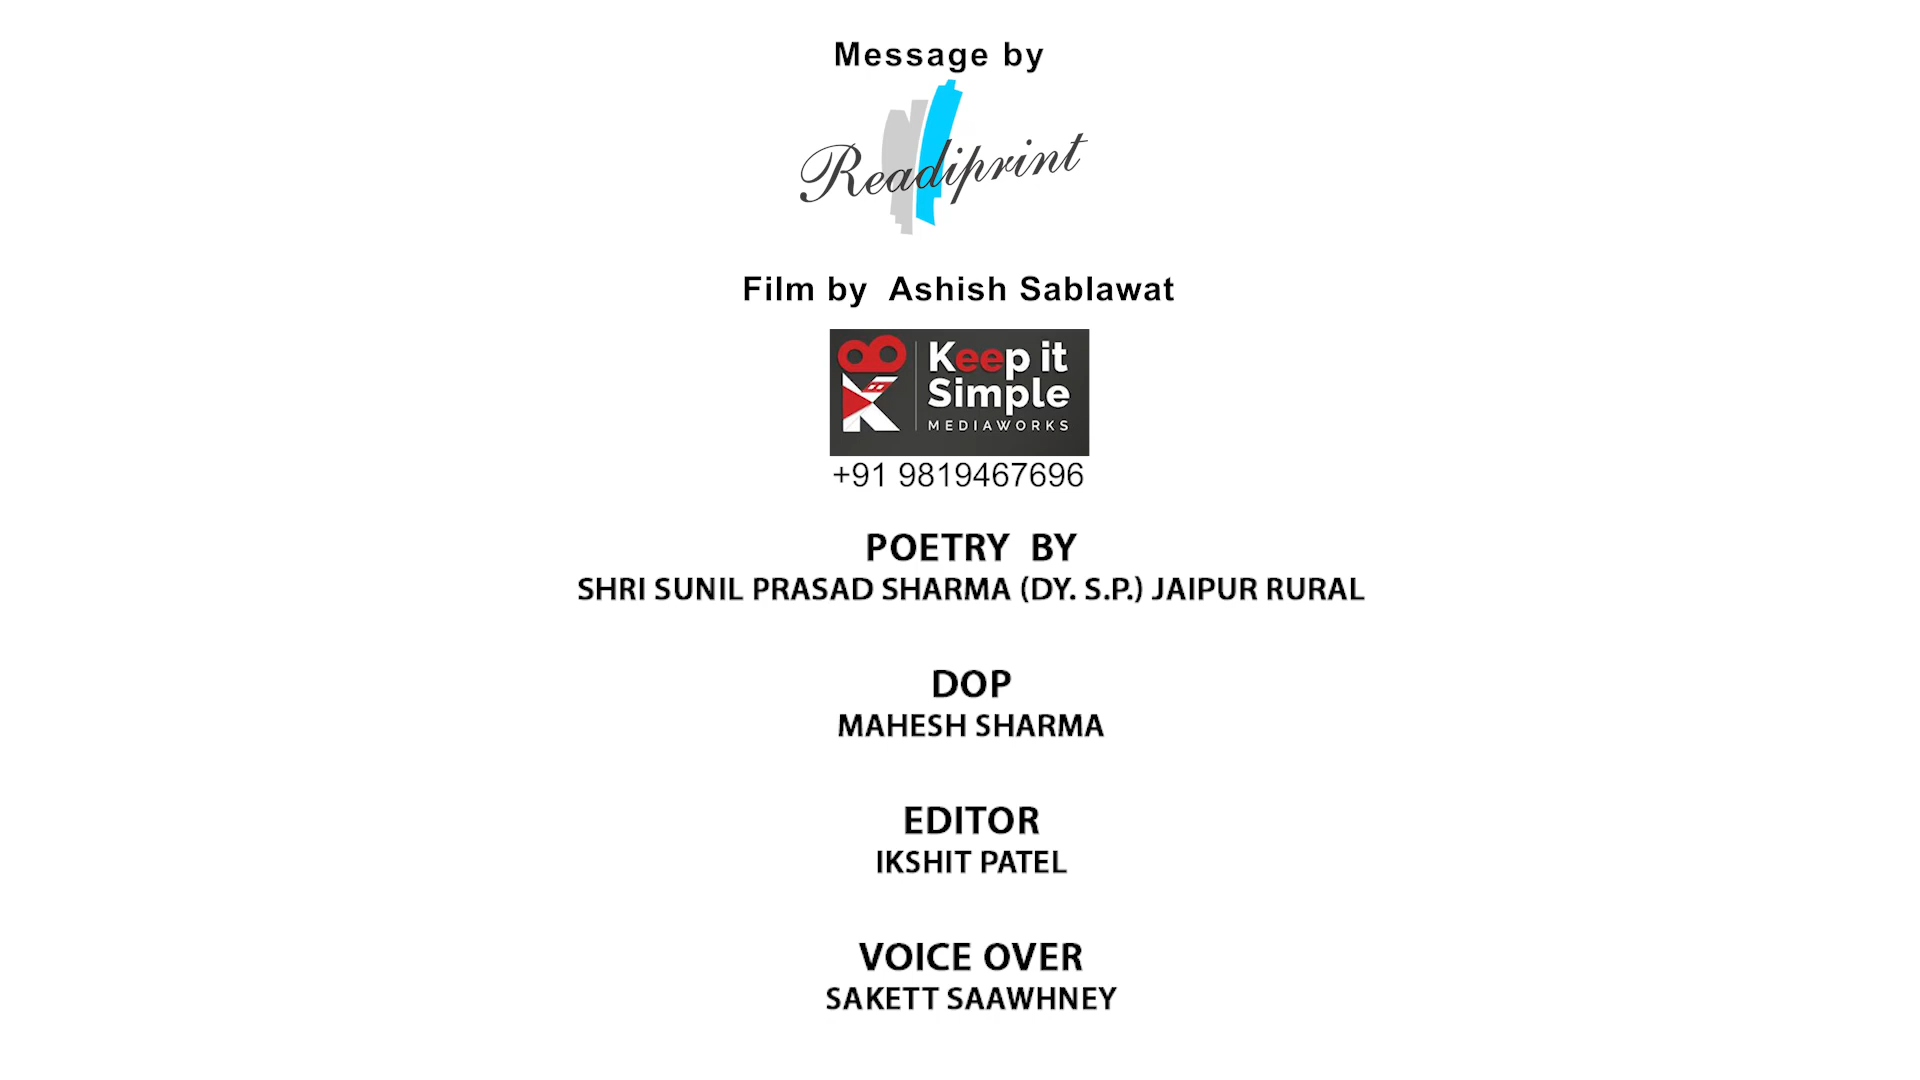 Message by
Readiprint
Film by Ashish Sablawat
Keep it
Simple
MEDIAWORKS
+91 9819467696
POETRY BY
SHRI SUNIL PRASAD SHARMA (DY. S.P.) JAIPUR RURAL
DOP
MAHESH SHARMA
EDITOR
IKSHIT PATEL
VOICE OVER
SAKETT SAAWHNEY